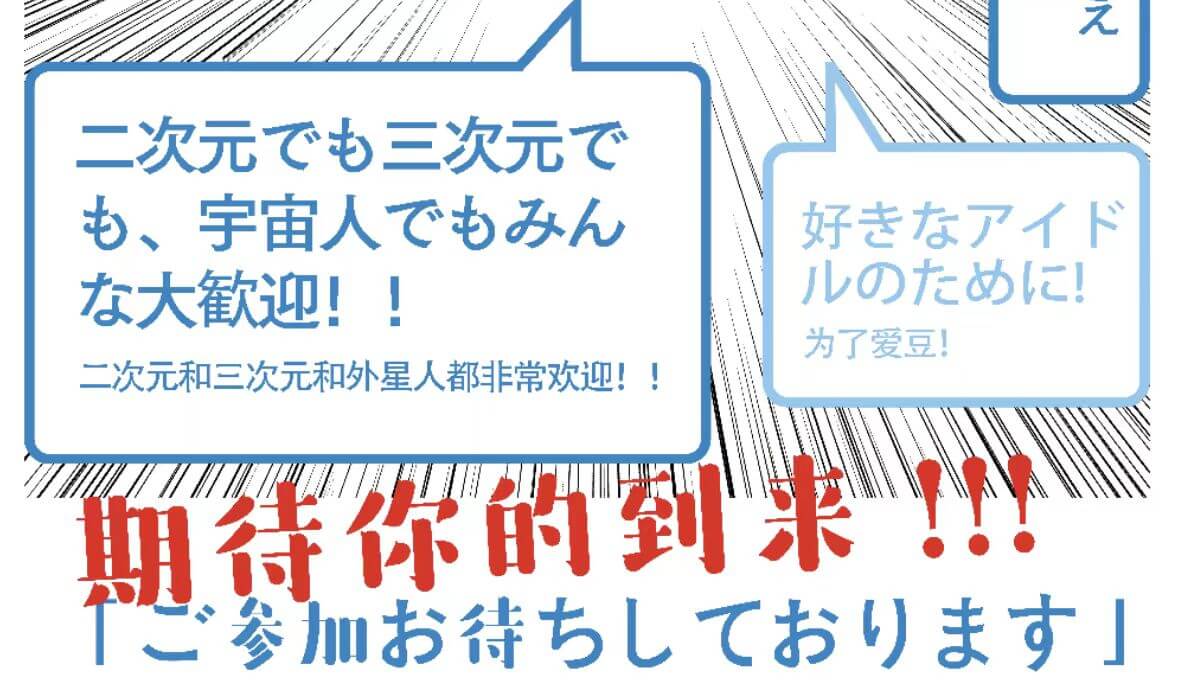 え
二次元でも三次元で
も、宇宙人でもみん
な大歓迎！！
二次元和三次元和外星人都非常欢迎！！
好きなアイド
ルのために!
为了爱豆!
期待你的到来!!!
「ご参加お待ちしております」